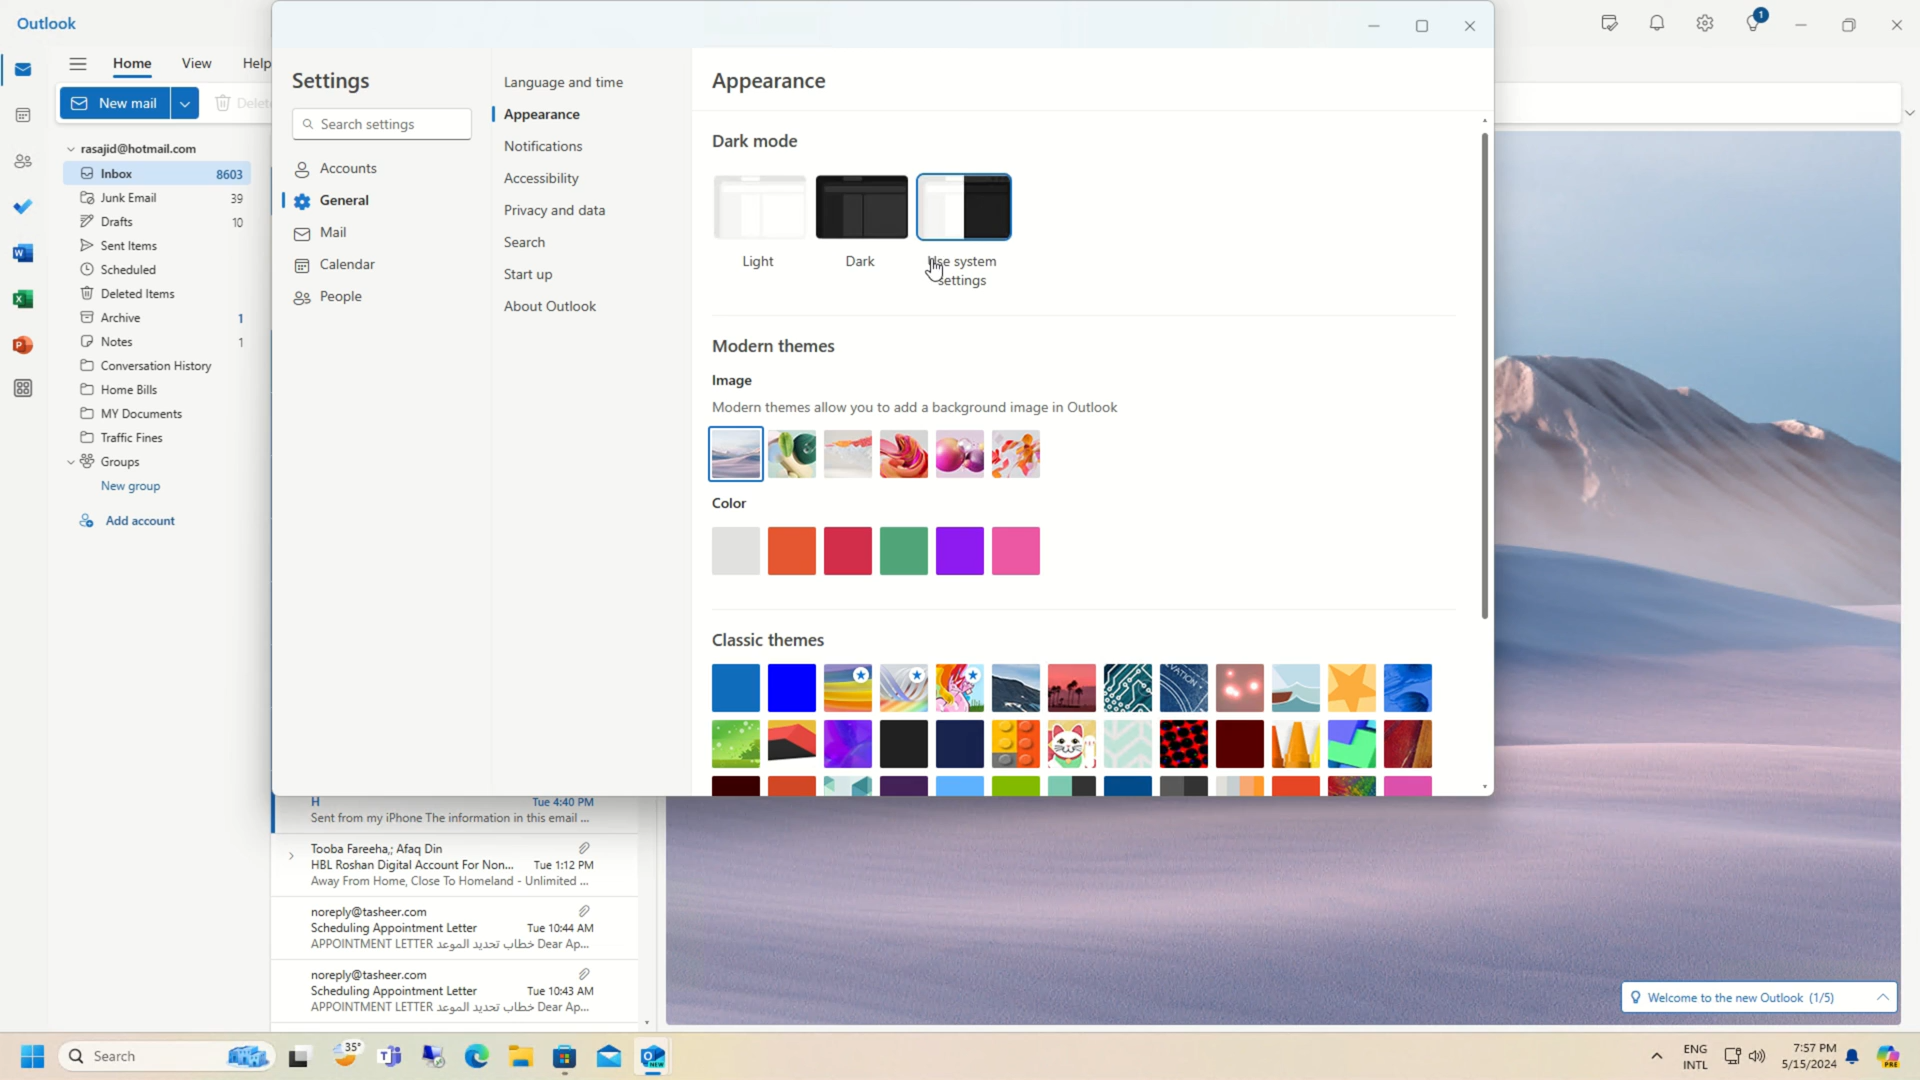 Outlook
1
Home View Help
New mail Delete
rasajid@hotmail.com
Inbox 8603
Junk Email 39
Drafts 10
Sent Items
Scheduled
Deleted Items
Archive 1
Notes 1
Conversation History
Home Bills
MY Documents
Traffic Fines
Groups
New group
Add account
Settings
Search settings
Accounts
General
Mail
Calendar
People
Language and time
Appearance
Notifications
Accessibility
Privacy and data
Search
Start up
About Outlook
Appearance
Dark mode
Light Dark Use system
settings
Modern themes
Image
Modern themes allow you to add a background image in Outlook
Color
Classic themes
H Tue 4:40 PM
Sent from my iPhone The information in this email ...
Tooba Fareeha,; Afaq Din
HBL Roshan Digital Account For Non... Tue 1:12 PM
Away From Home, Close To Homeland - Unlimited ...
noreply@tasheer.com
Scheduling Appointment Letter Tue 10:44 AM
APPOINTMENT LETTER خطاب تحديد الموعد Dear Ap...
noreply@tasheer.com
Scheduling Appointment Letter Tue 10:43 AM
APPOINTMENT LETTER خطاب تحديد الموعد Dear Ap...
Welcome to the new Outlook (1/5)
Search
35°
ENG
INTL
7:57 PM
5/15/2024